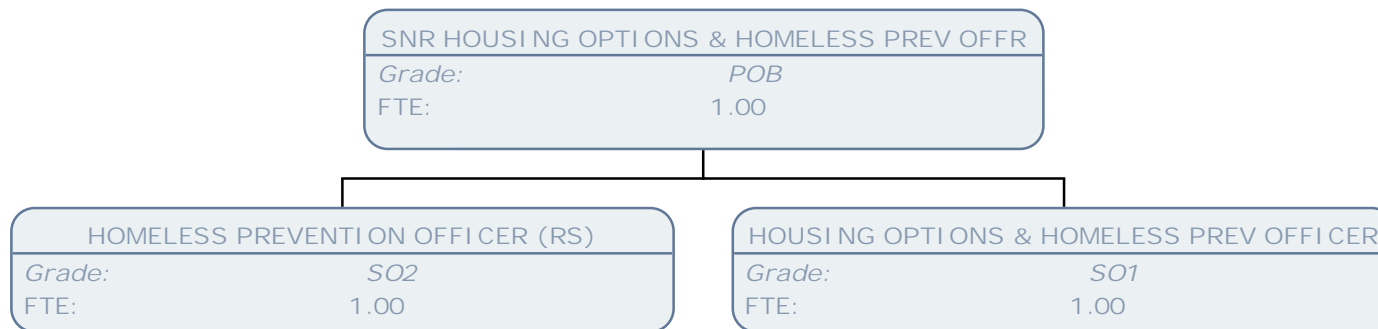 SNR HOUSING OPTIONS & HOMELESS PREV OFFR
Grade: POB
FTE: 1.00
HOMELESS PREVENTION OFFICER (RS)
Grade: SO2
FTE: 1.00
HOUSING OPTIONS & HOMELESS PREV OFFICER
Grade: SO1
FTE: 1.00